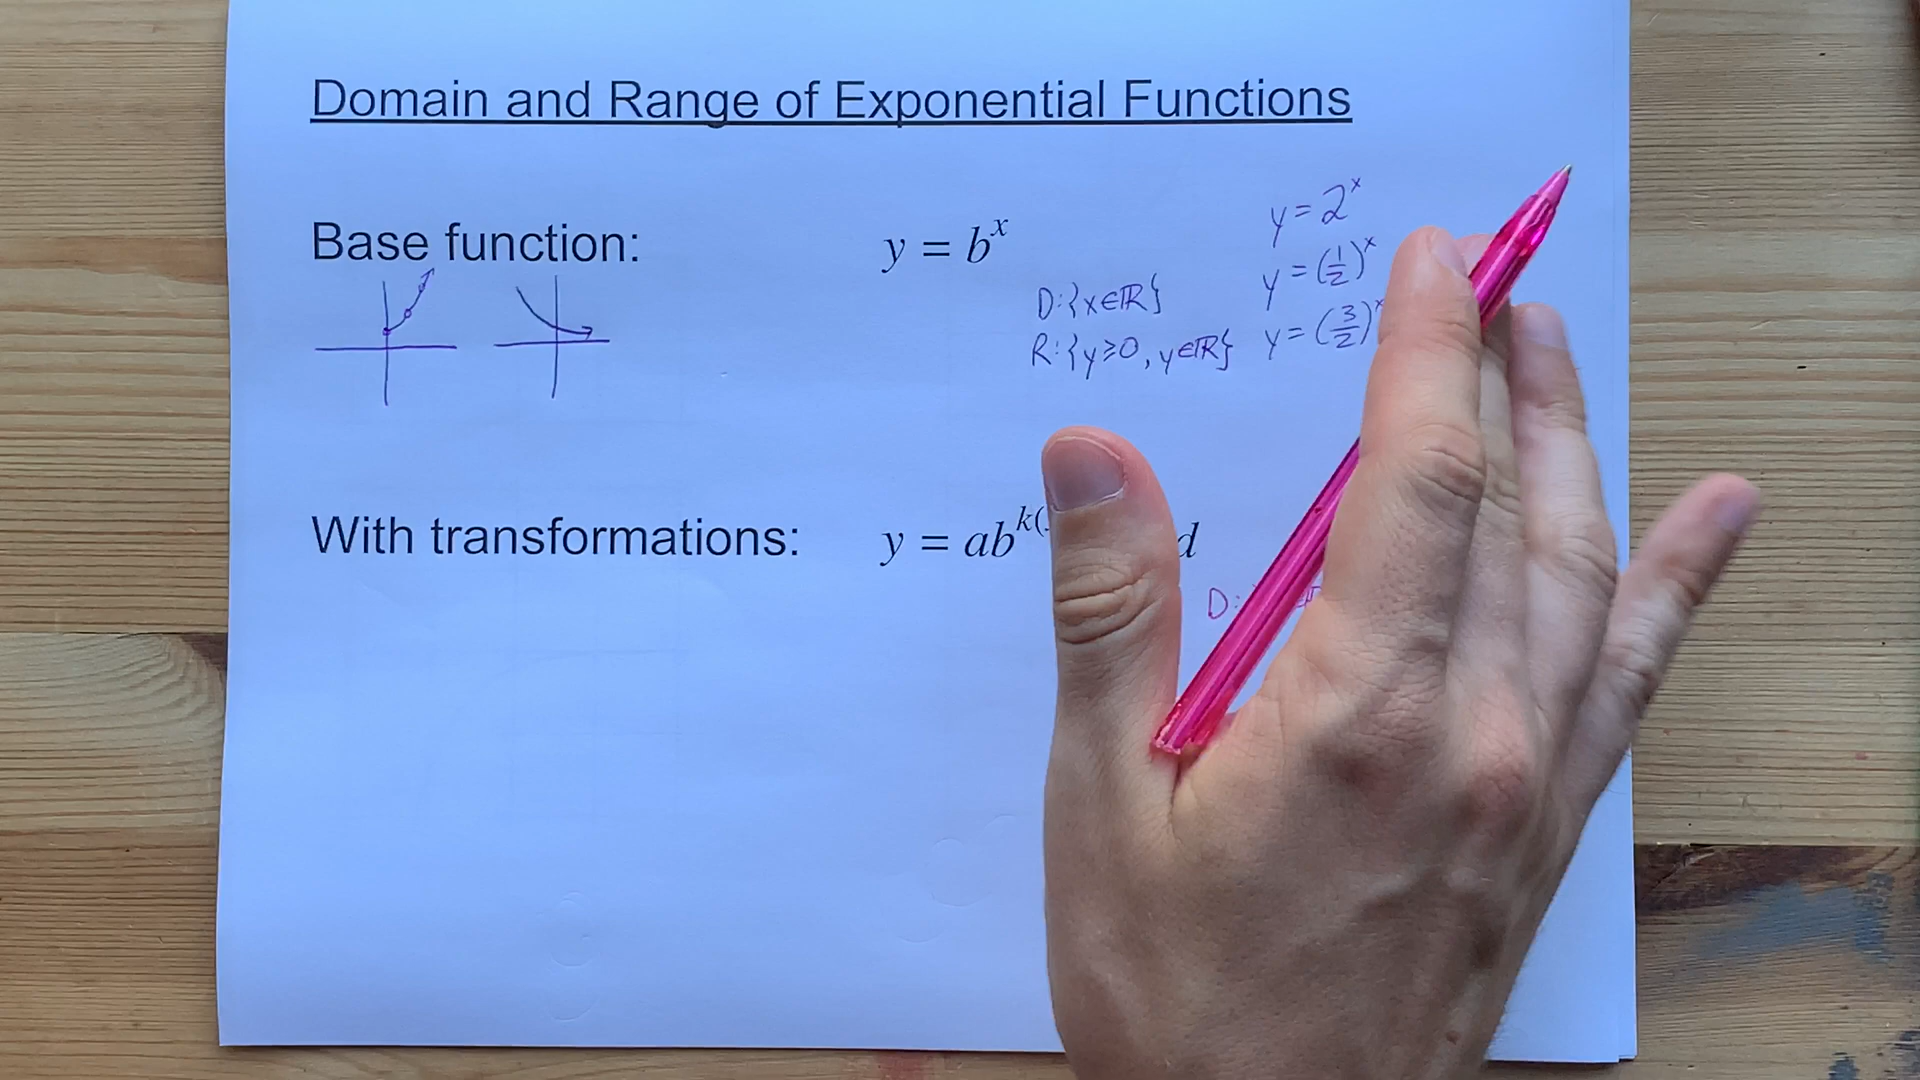 Domain and Range of Exponential Functions
Base function:
y = b^x
y = 2^x
y = (1/2)^x
y = (3/2)^x
D:{x∈ℝ}
R:{y≥0, y∈ℝ}
With transformations:
y = ab^k( d
D: